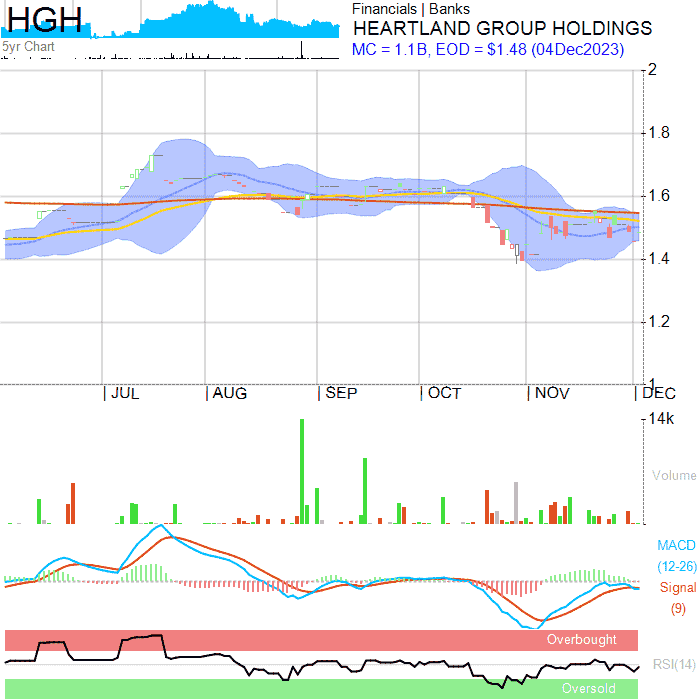 HGH
5yr Chart
Financials | Banks
HEARTLAND GROUP HOLDINGS
MC = 1.1B, EOD = $1.48 (04Dec2023)
2
1.8
1.6
1.4
1.2
1
JUL AUG SEP OCT NOV DEC
14k
Volume
MACD
(12-26)
Signal
(9)
Overbought
RSI(14)
Oversold